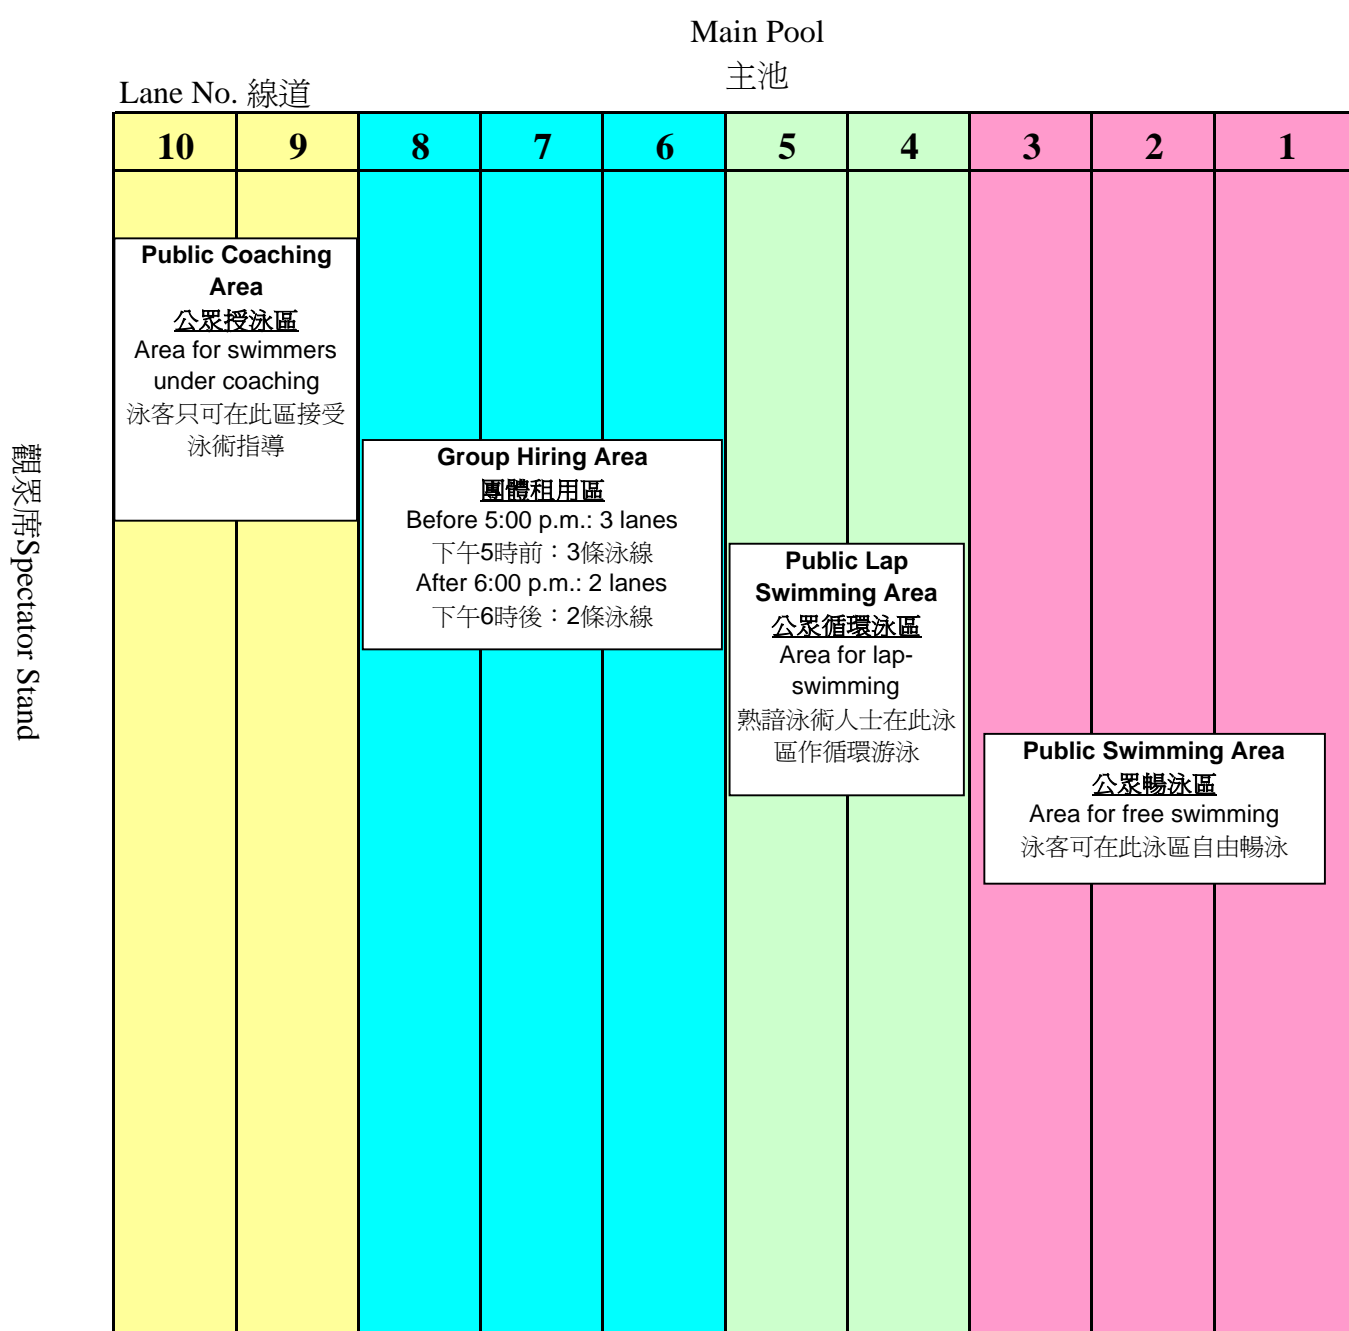 Main Pool
主池
Lane No. 線道
10 9 8 7 6 5 4 3 2 1
Public Coaching
Area
公眾授泳區
Area for swimmers
under coaching
泳客只可在此區接受
泳術指導
Group Hiring Area
團體租用區
Before 5:00 p.m.: 3 lanes
下午5時前：3條泳線
After 6:00 p.m.: 2 lanes
下午6時後：2條泳線
Public Lap
Swimming Area
公眾循環泳區
Area for lap-
swimming
熟諳泳術人士在此泳
區作循環游泳
Public Swimming Area
公眾暢泳區
Area for free swimming
泳客可在此泳區自由暢泳
觀眾席Spectator Stand